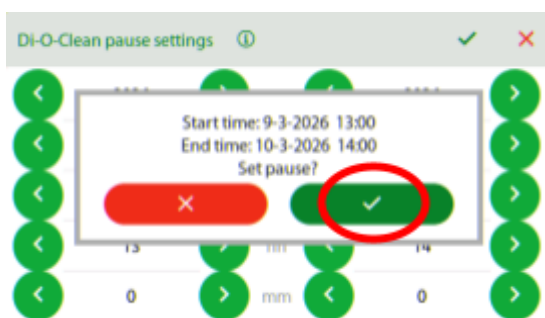 Di-O-Clean pause settings
Start time: 9-3-2026 13:00
End time: 10-3-2026 14:00
Set pause?
13 14
0 mm 0